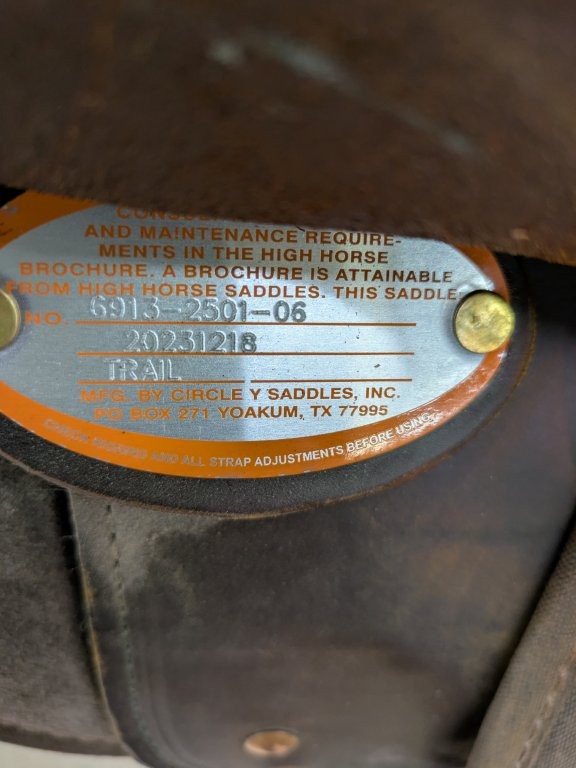 AND MAINTENANCE REQUIRE-
MENTS IN THE HIGH HORSE
BROCHURE. A BROCHURE IS ATTAINABLE
FROM HIGH HORSE SADDLES. THIS SADDLE
NO. 6913-2501-06
20231218
TRAIL
MFG. BY CIRCLE Y SADDLES, INC.
PO BOX 271 YOAKUM, TX 77995
AND ALL STRAP ADJUSTMENTS BEFORE USING.